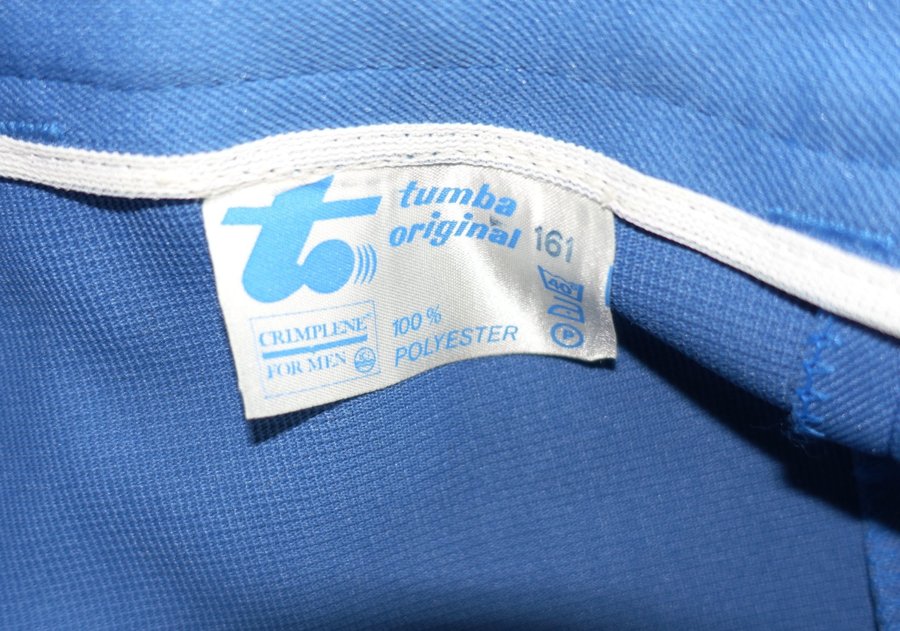 t
tumba
original
161
40°
CRIMPLENE
FOR MEN
100%
POLYESTER
P